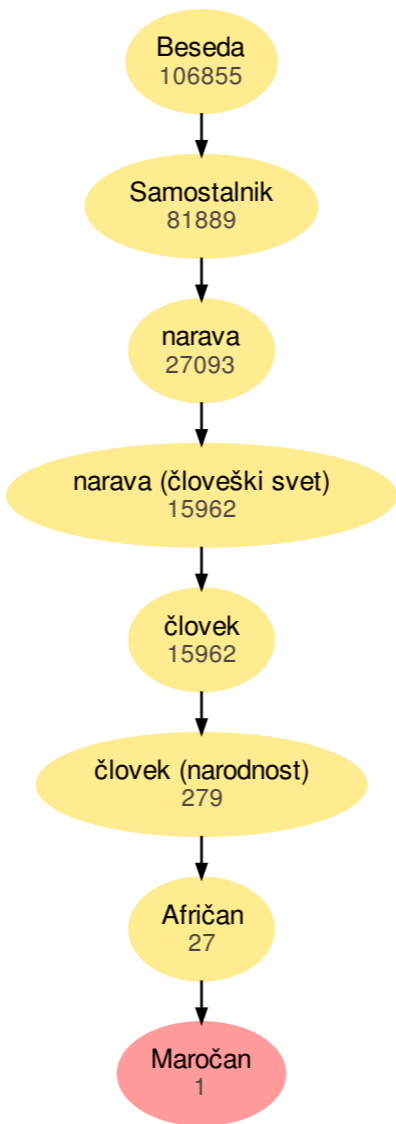 Beseda
106855
Samostalnik
81889
narava
27093
narava (človeški svet)
15962
človek
15962
človek (narodnost)
279
Afričan
27
Maročan
1